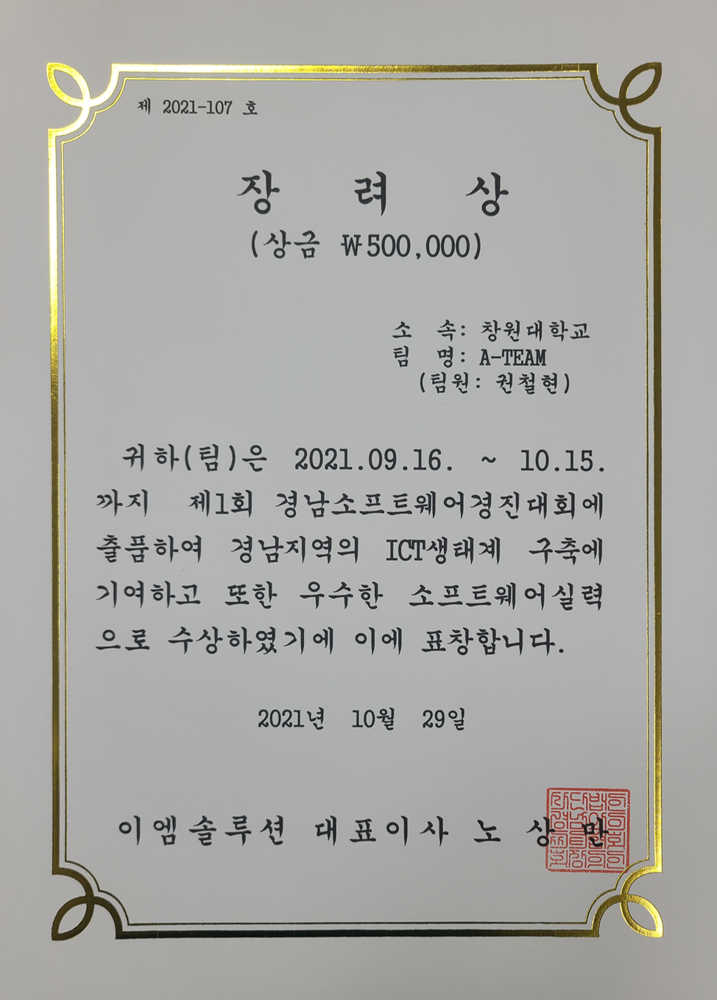 제 2021-107 호
장 려 상
(상금 ₩500,000)
소 속: 창원대학교
팀 명: A-TEAM
(팀원: 권철현)
귀하(팀)은 2021.09.16. ~ 10.15.
까지 제1회 경남소프트웨어경진대회에
출품하여 경남지역의 ICT생태계 구축에
기여하고 또한 우수한 소프트웨어실력
으로 수상하였기에 이에 표창합니다.
2021년 10월 29일
이엠솔루션 대표이사 노 상 만